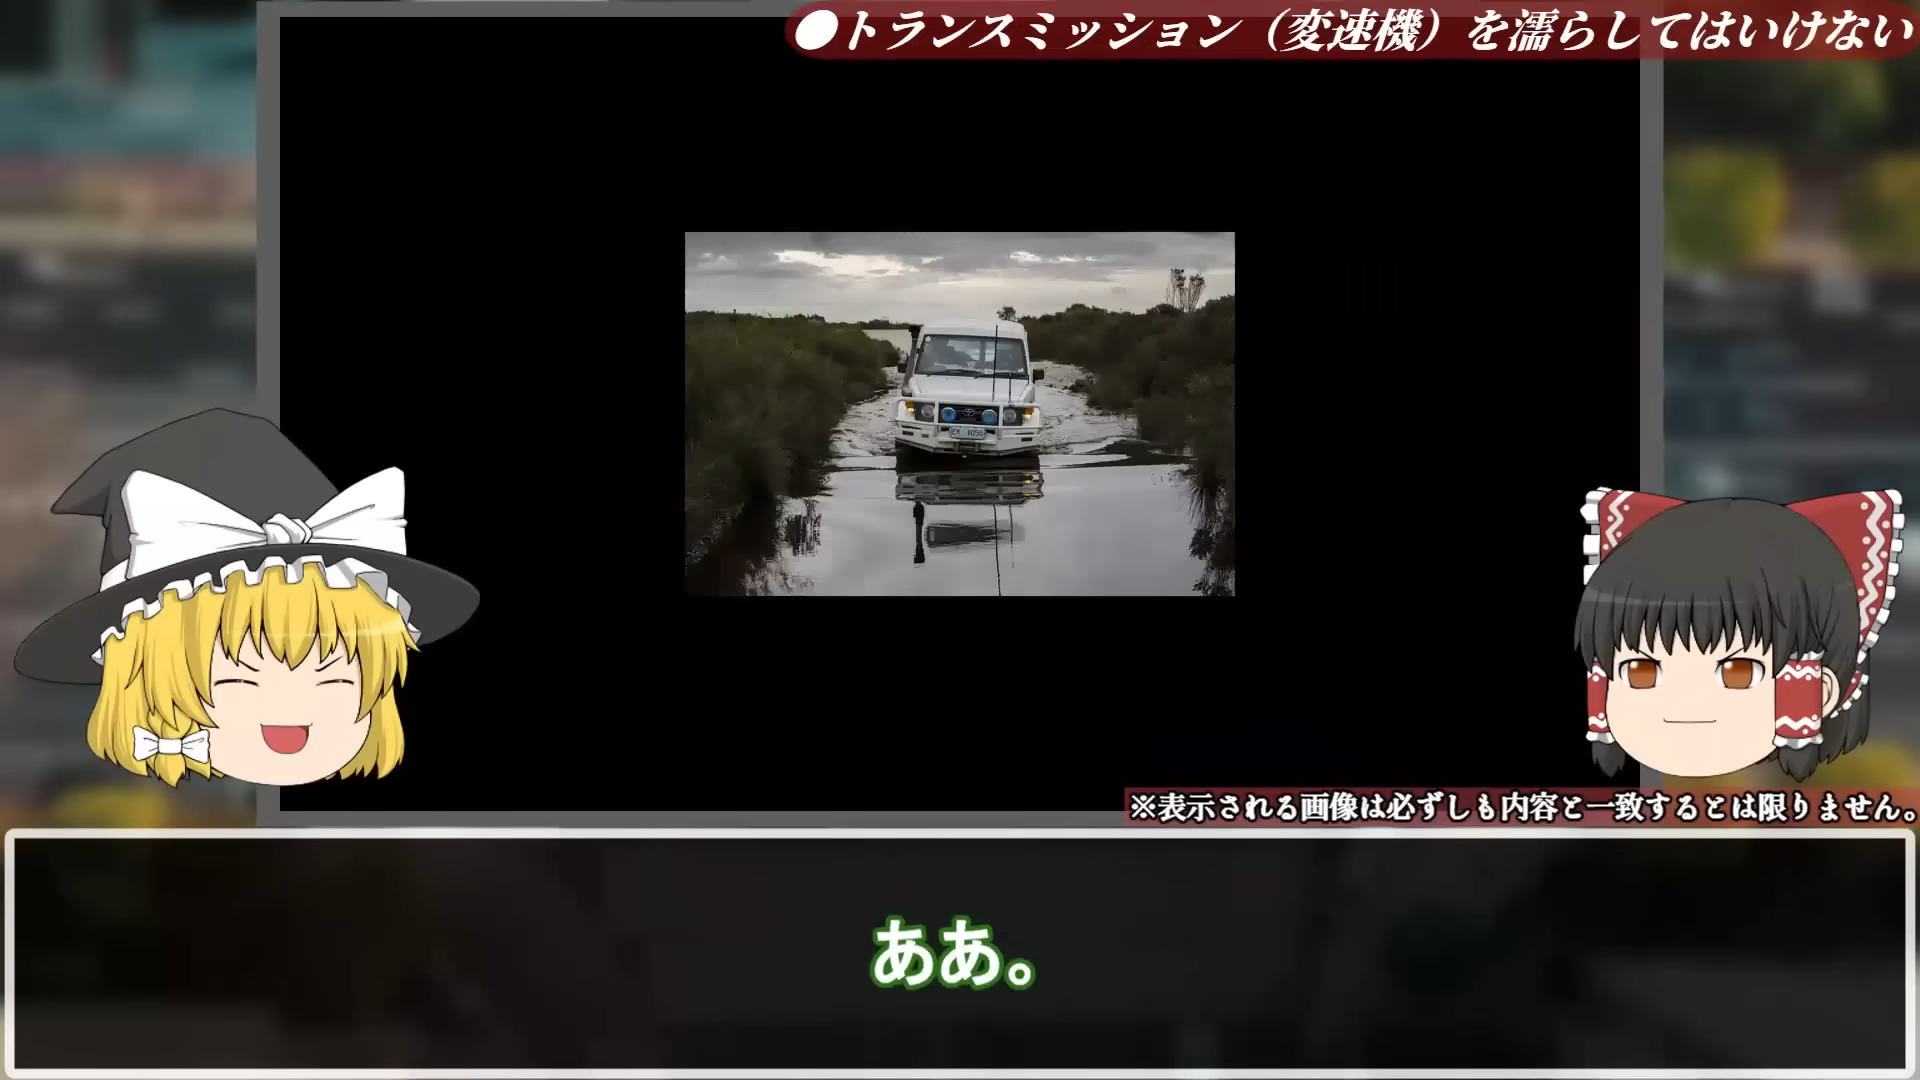 ●トランスミッション（変速機）を濡らしてはいけない
※表示される画像は必ずしも内容と一致するとは限りません。
ああ。